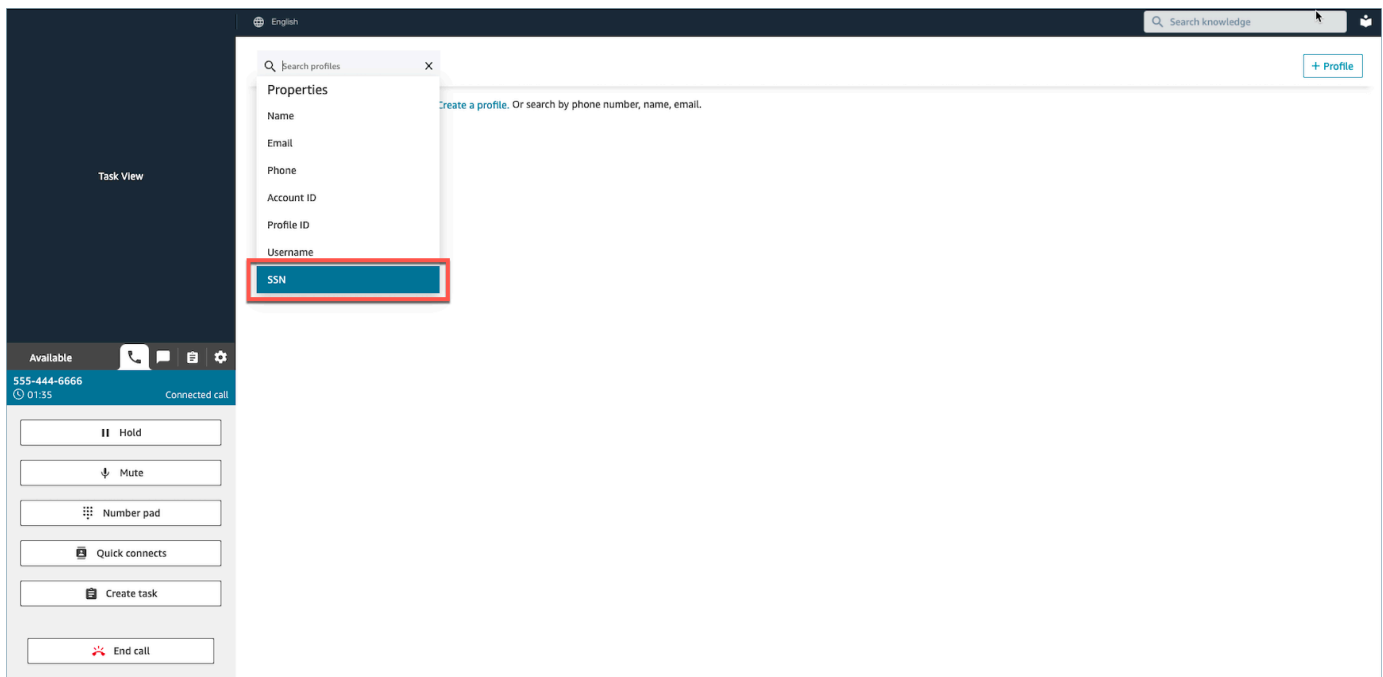 English
Search knowledge
Search profiles
+ Profile
Properties
Create a profile. Or search by phone number, name, email.
Name
Email
Phone
Account ID
Profile ID
Username
SSN
Task View
Available
555-444-6666
01:35 Connected call
Hold
Mute
Number pad
Quick connects
Create task
End call